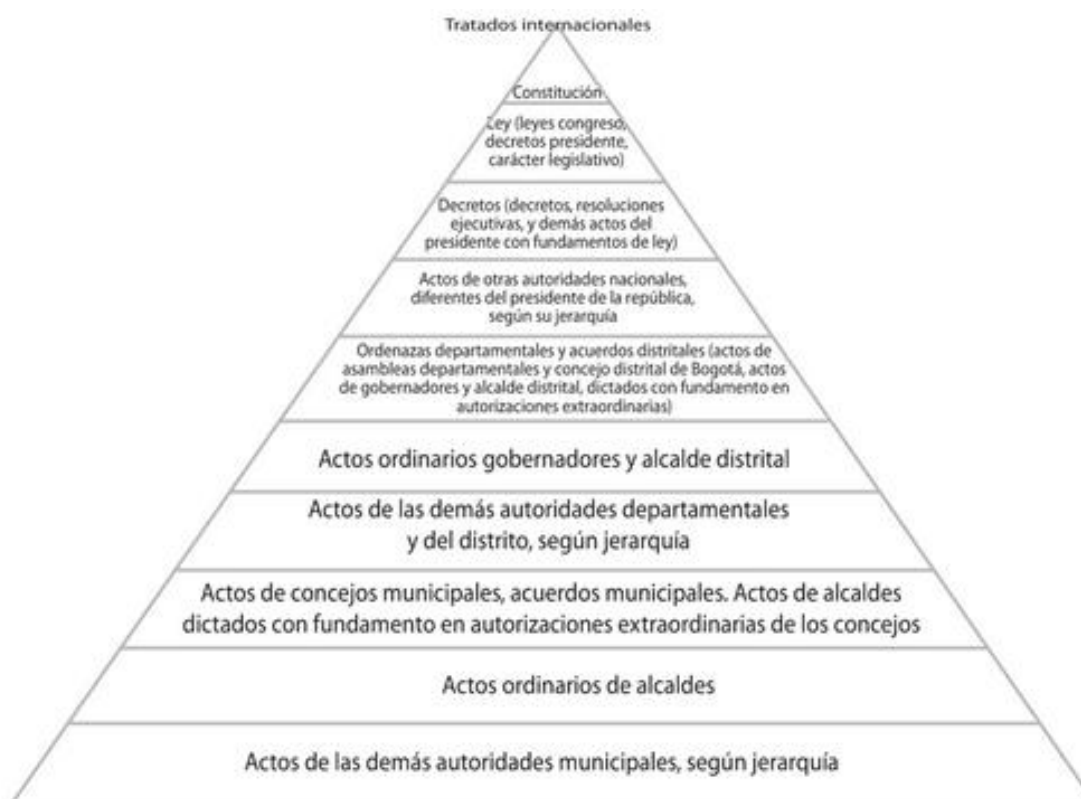 Tratados internacionales
Constitución
Ley (leyes congreso,
decretos presidente,
carácter legislativo)
Decretos (decretos, resoluciones
ejecutivas, y demás actos del
presidente con fundamentos de ley)
Actos de otras autoridades nacionales,
diferentes del presidente de la república,
según su jerarquía
Ordenazas departamentales y acuerdos distritales (actos de
asambleas departamentales y concejo distrital de Bogotá, actos
de gobernadores y alcalde distrital, dictados con fundamento en
autorizaciones extraordinarias)
Actos ordinarios gobernadores y alcalde distrital
Actos de las demás autoridades departamentales
y del distrito, según jerarquía
Actos de concejos municipales, acuerdos municipales. Actos de alcaldes
dictados con fundamento en autorizaciones extraordinarias de los concejos
Actos ordinarios de alcaldes
Actos de las demás autoridades municipales, según jerarquía